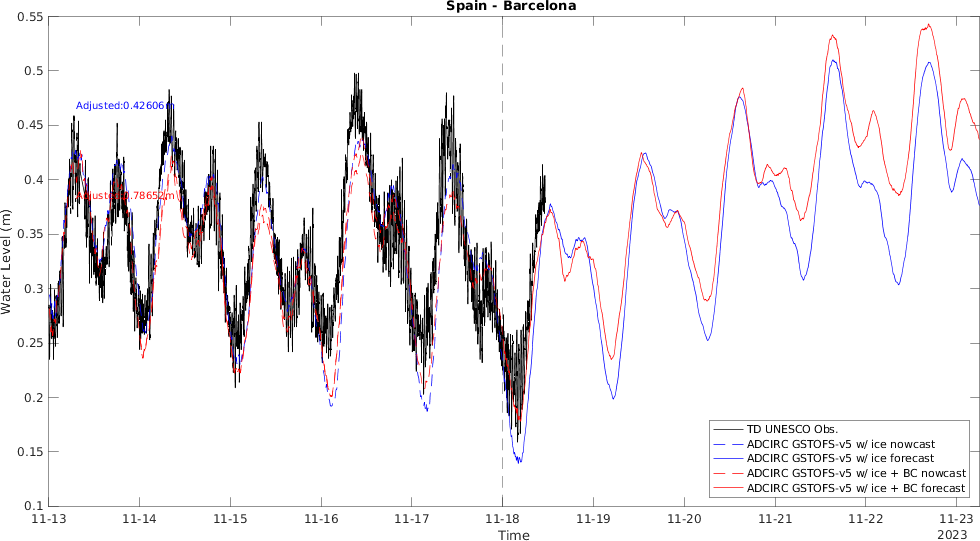 Spain - Barcelona
0.55
0.5
0.45
0.4
0.35
0.3
0.25
0.2
0.15
0.1
Water Level (m)
Adjusted:0.42606
11-13
11-14
11-15
11-16
11-17
11-18
11-19
11-20
11-21
11-22
11-23
Time
2023
TD UNESCO Obs.
ADCIRC GSTOFS-v5 w/ ice nowcast
ADCIRC GSTOFS-v5 w/ ice forecast
ADCIRC GSTOFS-v5 w/ ice + BC nowcast
ADCIRC GSTOFS-v5 w/ ice + BC forecast